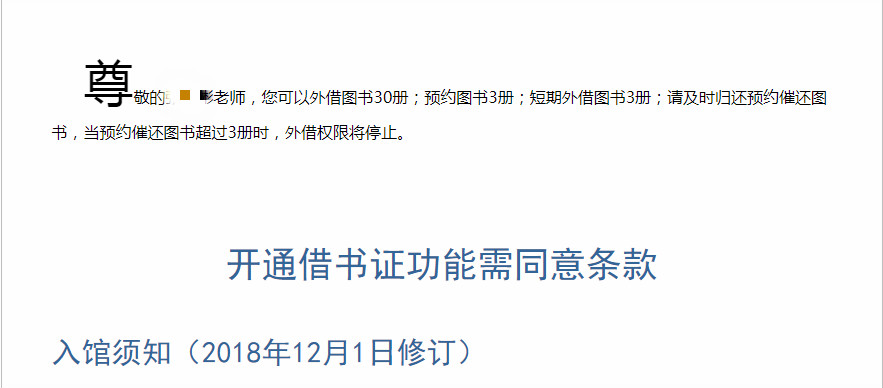 尊敬的老师，您可以外借图书30册；预约图书3册；短期外借图书3册；请及时归还预约催还图
书，当预约催还图书超过3册时，外借权限将停止。
开通借书证功能需同意条款
入馆须知（2018年12月1日修订）